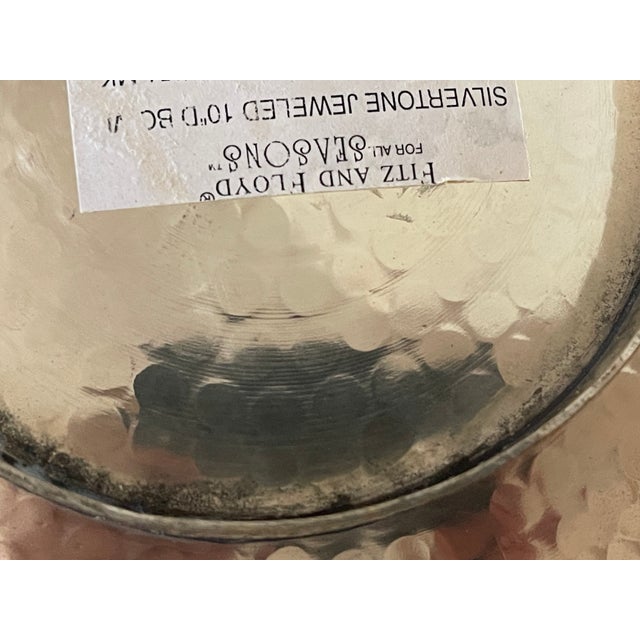 FITZ AND FLOYD®
FOR ALL SEASONS™
SILVERTONE JEWELED 10"D BC